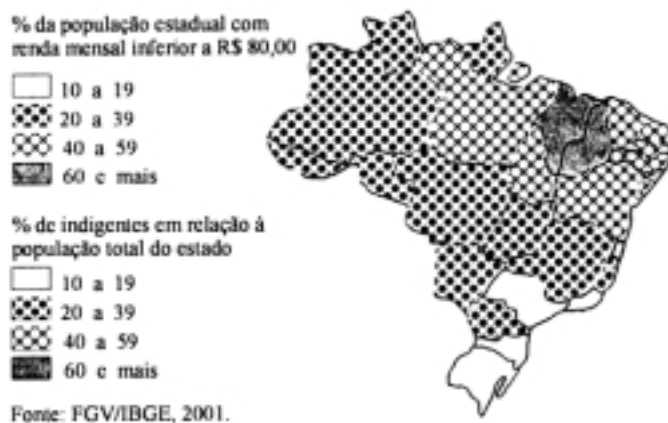 % da população estadual com
renda mensal inferior a R$ 80,00
10 a 19
20 a 39
40 a 59
60 e mais
% de indigentes em relação à
população total do estado
10 a 19
20 a 39
40 a 59
60 e mais
Fonte: FGV/IBGE, 2001.